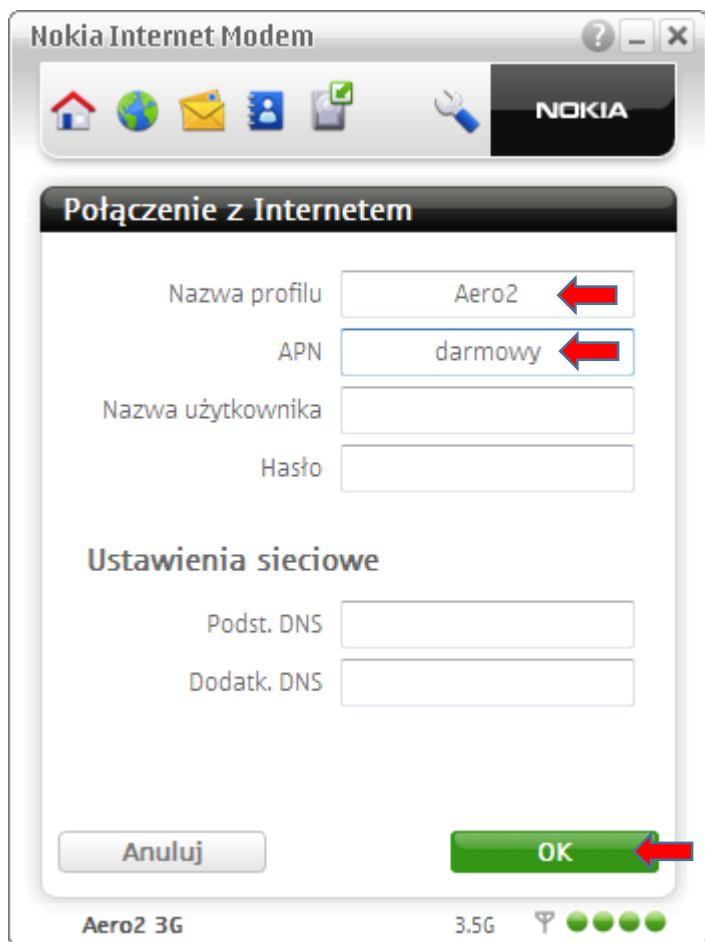 Nokia Internet Modem
NOKIA
Połączenie z Internetem
Nazwa profilu Aero2
APN darmowy
Nazwa użytkownika
Hasło
Ustawienia sieciowe
Podst. DNS
Dodatk. DNS
Anuluj OK
Aero2 3G 3.5G